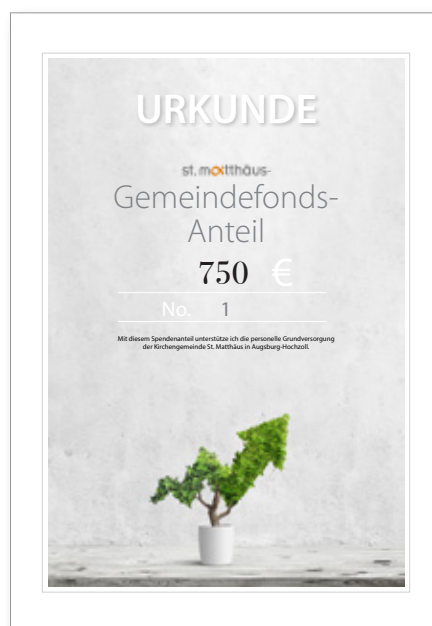 URKUNDE
st. matthäus-
Gemeindefonds-
Anteil
750 €
No. 1
Mit diesem Spendenanteil unterstütze ich die personelle Grundversorgung
der Kirchengemeinde St. Matthäus in Augsburg-Hochzoll.